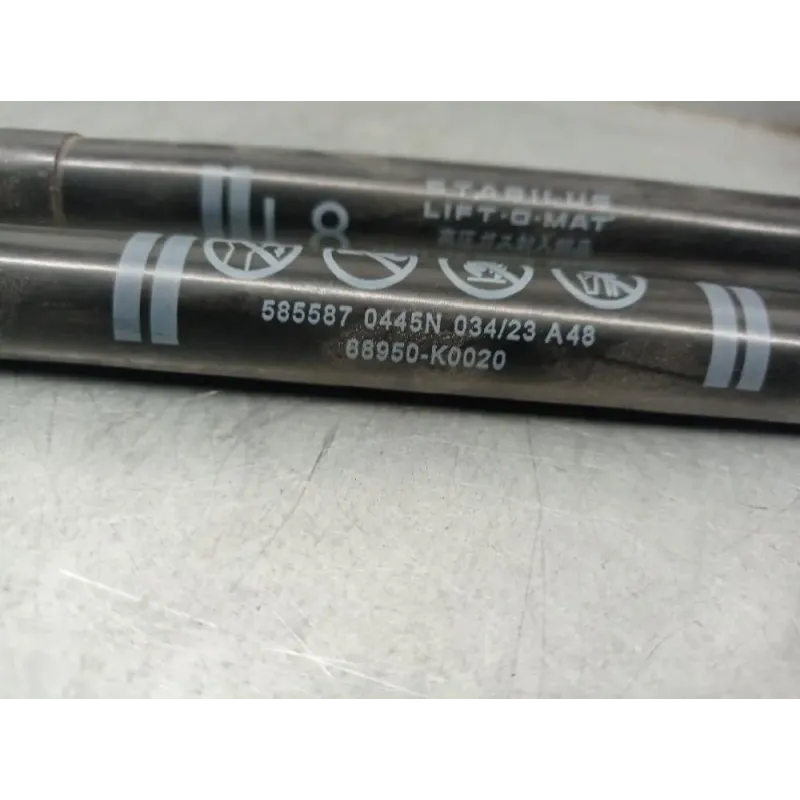 STABILUS
LIFT-O-MAT
585587 0445N 034/23 A48
68950-K0020